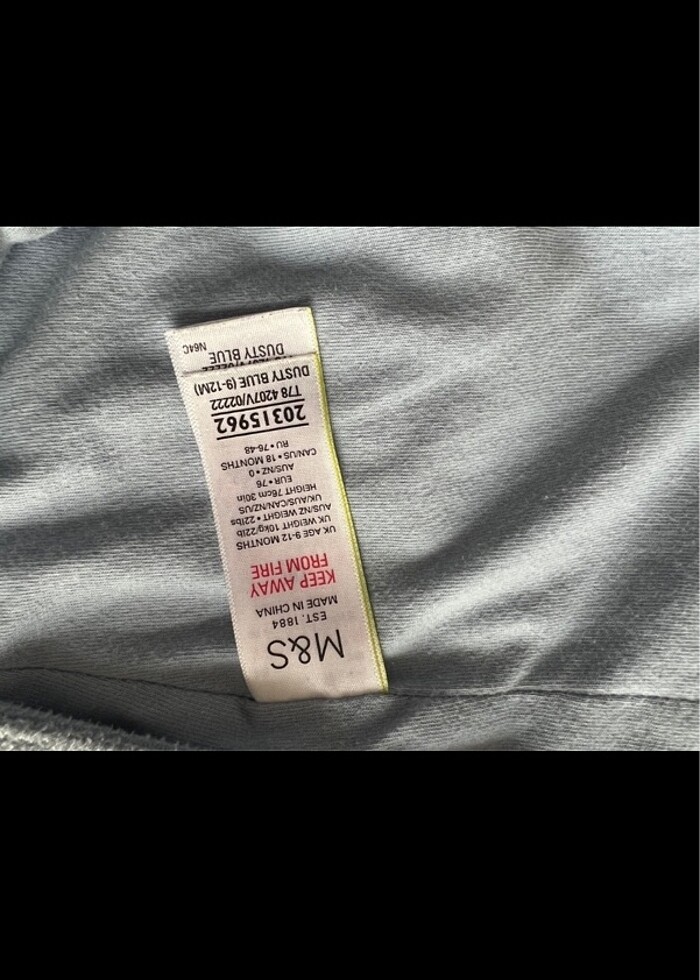 M&S
EST. 1884
MADE IN CHINA
KEEP AWAY
FROM FIRE
UK AGE 9-12 MONTHS
UK WEIGHT 10kg/22lb
AUS/NZ WEIGHT • 22lbs
UK/AUS/CAN/NZ/US
HEIGHT 76cm 30in
EUR • 76
AUS/NZ • 0
CAN/US • 18 MONTHS
RU • 76-48
20315962
T78 4207V/02222
DUSTY BLUE (9-12M)
DUSTY BLUE
N64C